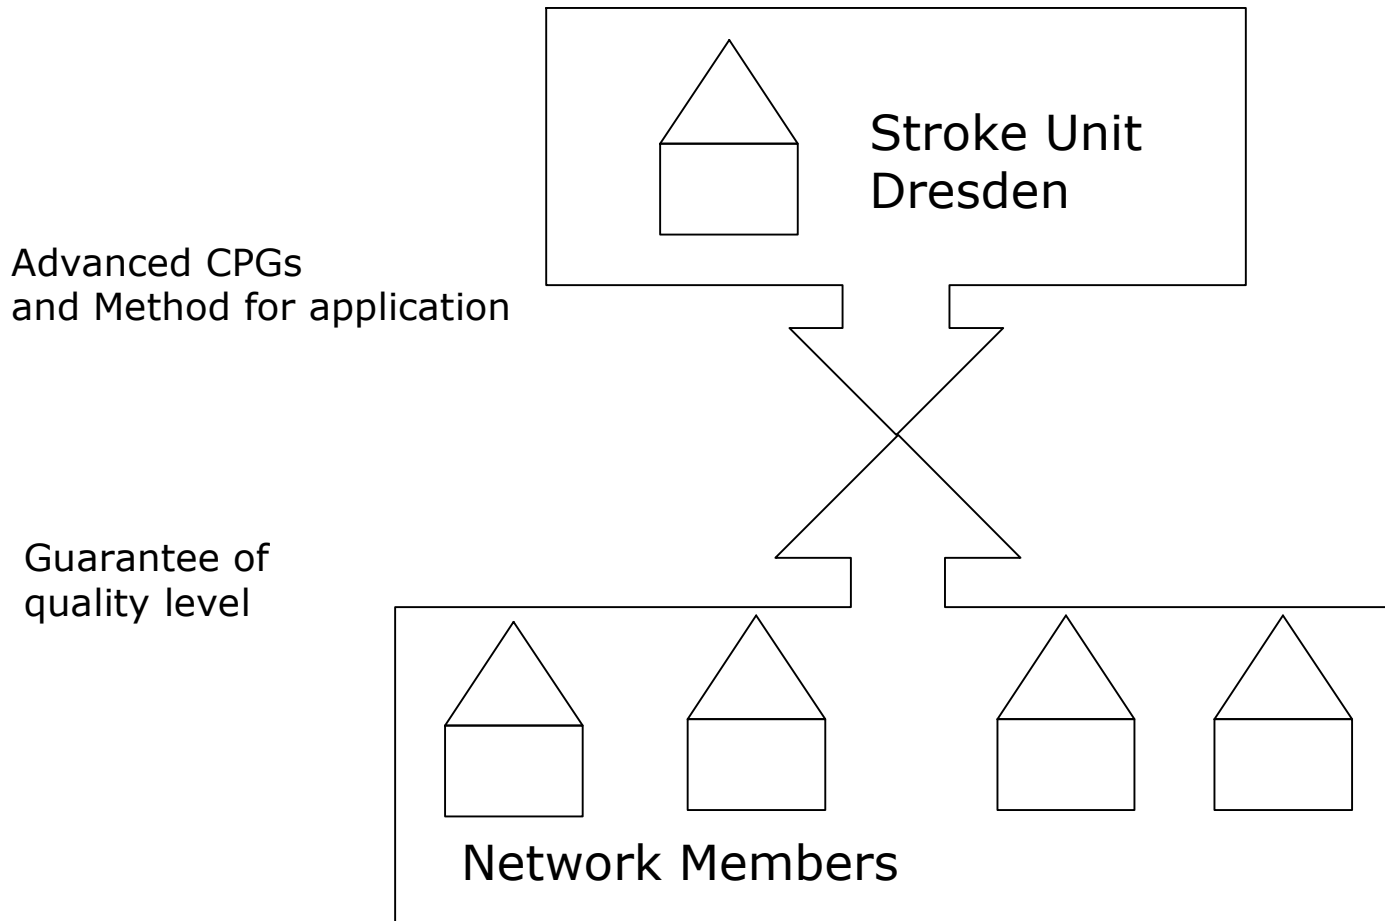 Stroke Unit
Dresden
Advanced CPGs
and Method for application
Guarantee of
quality level
Network Members